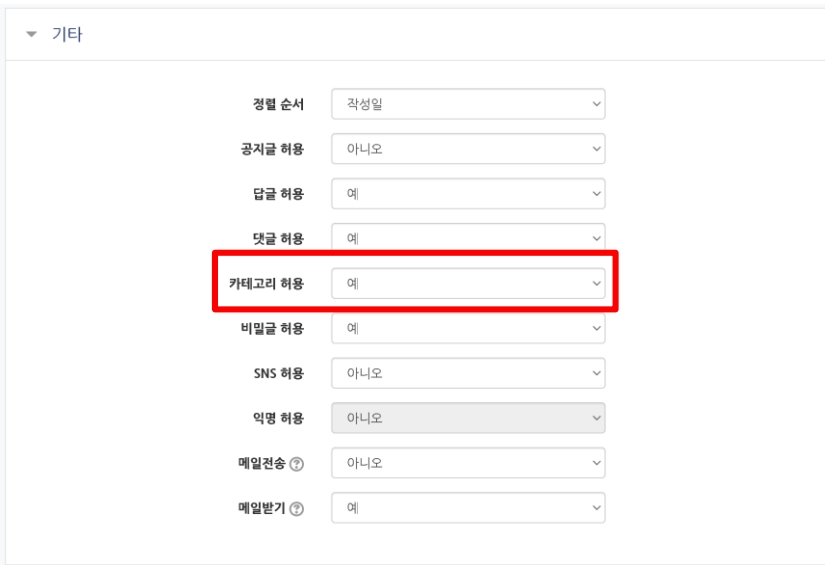 기타
정렬 순서 작성일
공지글 허용 아니오
답글 허용 예
댓글 허용 예
카테고리 허용 예
비밀글 허용 예
SNS 허용 아니오
익명 허용 아니오
메일전송 ? 아니오
메일받기 ? 예